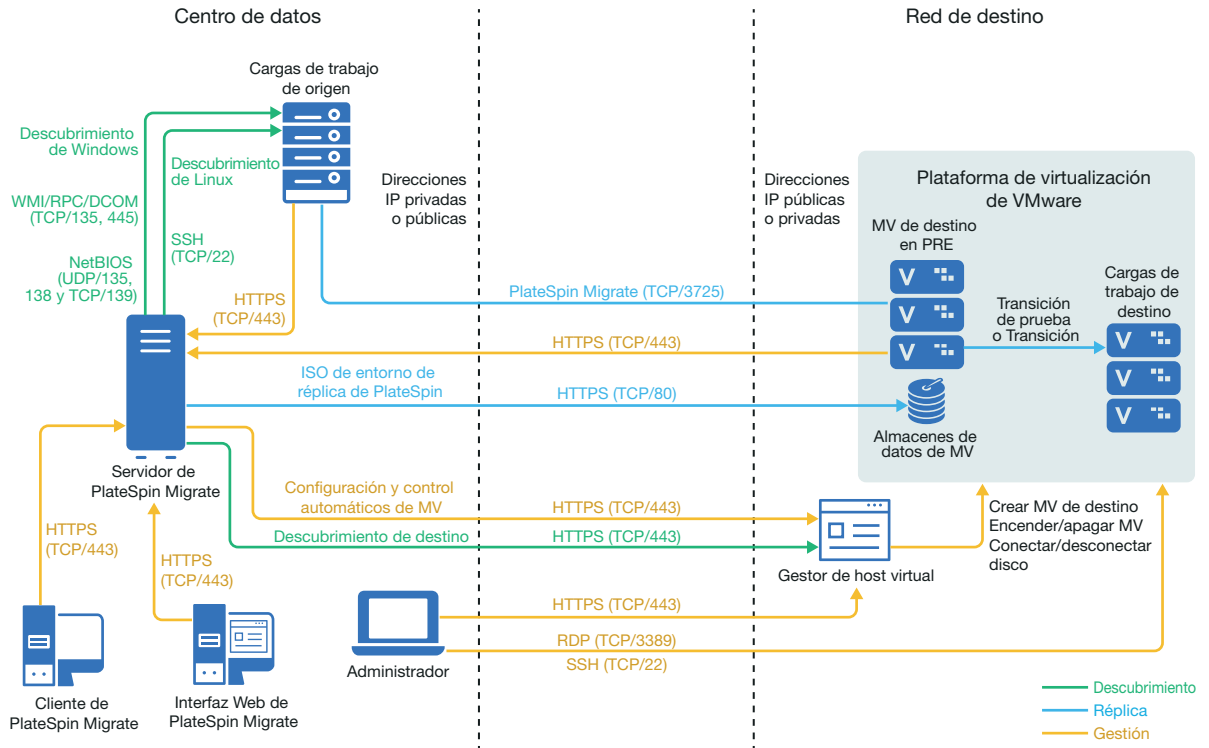 Centro de datos
Red de destino
Cargas de trabajo
de origen
Descubrimiento
de Windows
Descubrimiento
de Linux
WMI/RPC/DCOM
(TCP/135, 445)
SSH
(TCP/22)
NetBIOS
(UDP/135,
138 y TCP/139)
HTTPS
(TCP/443)
Direcciones
IP privadas
o públicas
Direcciones
IP públicas
o privadas
Plataforma de virtualización
de VMware
MV de destino
en PRE
V
V
V
Cargas de
trabajo de
destino
V
V
V
Transición
de prueba
o Transición
PlateSpin Migrate (TCP/3725)
HTTPS (TCP/443)
ISO de entorno de
réplica de PlateSpin
HTTPS (TCP/80)
Almacenes de
datos de MV
Servidor de
PlateSpin Migrate
Configuración y control
automáticos de MV
HTTPS (TCP/443)
Descubrimiento de destino
HTTPS (TCP/443)
Gestor de host virtual
Crear MV de destino
Encender/apagar MV
Conectar/desconectar
disco
HTTPS
(TCP/443)
HTTPS
(TCP/443)
HTTPS (TCP/443)
RDP (TCP/3389)
SSH (TCP/22)
Administrador
Cliente de
PlateSpin Migrate
Interfaz Web de
PlateSpin Migrate
Descubrimiento
Réplica
Gestión